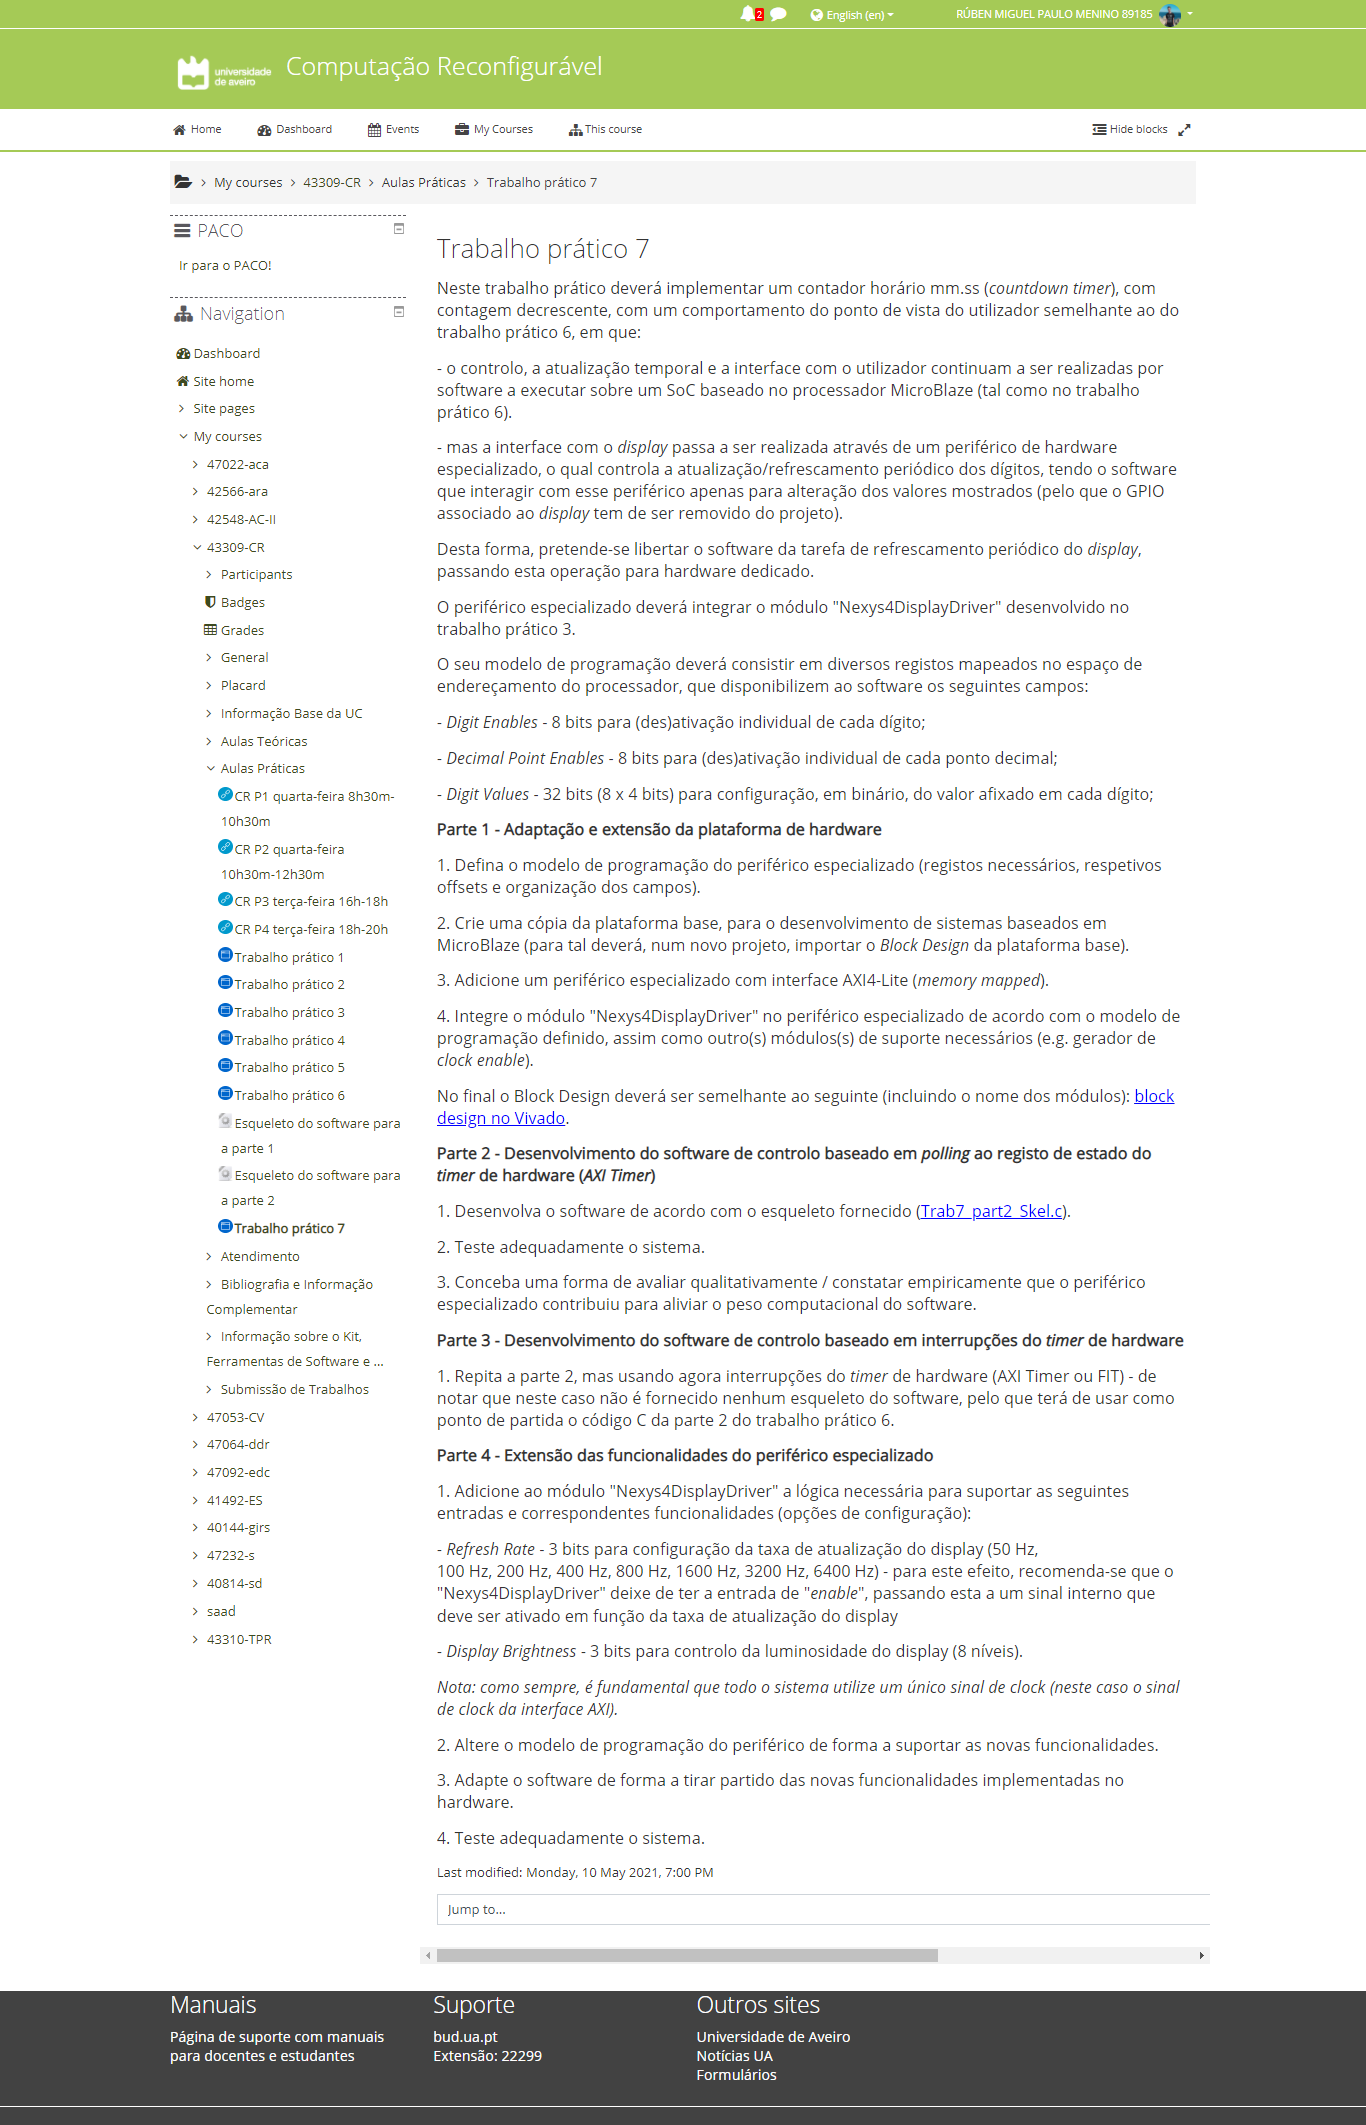 2
English (en)
RÚBEN MIGUEL PAULO MENINO 89185
universidade
de aveiro
Computação Reconfigurável
Home
Dashboard
Events
My Courses
This course
Hide blocks
My courses
43309-CR
Aulas Práticas
Trabalho prático 7
PACO
Ir para o PACO!
Navigation
Dashboard
Site home
Site pages
My courses
47022-aca
42566-ara
42548-AC-II
43309-CR
Participants
Badges
Grades
General
Placard
Informação Base da UC
Aulas Teóricas
Aulas Práticas
CR P1 quarta-feira 8h30m-
10h30m
CR P2 quarta-feira
10h30m-12h30m
CR P3 terça-feira 16h-18h
CR P4 terça-feira 18h-20h
Trabalho prático 1
Trabalho prático 2
Trabalho prático 3
Trabalho prático 4
Trabalho prático 5
Trabalho prático 6
Esqueleto do software para
a parte 1
Esqueleto do software para
a parte 2
Trabalho prático 7
Atendimento
Bibliografia e Informação
Complementar
Informação sobre o Kit,
Ferramentas de Software e ...
Submissão de Trabalhos
47053-CV
47064-ddr
47092-edc
41492-ES
40144-girs
47232-s
40814-sd
saad
43310-TPR
Trabalho prático 7
Neste trabalho prático deverá implementar um contador horário mm.ss (countdown timer), com
contagem decrescente, com um comportamento do ponto de vista do utilizador semelhante ao do
trabalho prático 6, em que:
- o controlo, a atualização temporal e a interface com o utilizador continuam a ser realizadas por
software a executar sobre um SoC baseado no processador MicroBlaze (tal como no trabalho
prático 6).
- mas a interface com o display passa a ser realizada através de um periférico de hardware
especializado, o qual controla a atualização/refrescamento periódico dos dígitos, tendo o software
que interagir com esse periférico apenas para alteração dos valores mostrados (pelo que o GPIO
associado ao display tem de ser removido do projeto).
Desta forma, pretende-se libertar o software da tarefa de refrescamento periódico do display,
passando esta operação para hardware dedicado.
O periférico especializado deverá integrar o módulo "Nexys4DisplayDriver" desenvolvido no
trabalho prático 3.
O seu modelo de programação deverá consistir em diversos registos mapeados no espaço de
endereçamento do processador, que disponibilizem ao software os seguintes campos:
- Digit Enables - 8 bits para (des)ativação individual de cada dígito;
- Decimal Point Enables - 8 bits para (des)ativação individual de cada ponto decimal;
- Digit Values - 32 bits (8 x 4 bits) para configuração, em binário, do valor afixado em cada dígito;
Parte 1 - Adaptação e extensão da plataforma de hardware
1. Defina o modelo de programação do periférico especializado (registos necessários, respetivos
offsets e organização dos campos).
2. Crie uma cópia da plataforma base, para o desenvolvimento de sistemas baseados em
MicroBlaze (para tal deverá, num novo projeto, importar o Block Design da plataforma base).
3. Adicione um periférico especializado com interface AXI4-Lite (memory mapped).
4. Integre o módulo "Nexys4DisplayDriver" no periférico especializado de acordo com o modelo de
programação definido, assim como outro(s) módulos(s) de suporte necessários (e.g. gerador de
clock enable).
No final o Block Design deverá ser semelhante ao seguinte (incluindo o nome dos módulos): block
design no Vivado.
Parte 2 - Desenvolvimento do software de controlo baseado em polling ao registo de estado do
timer de hardware (AXI Timer)
1. Desenvolva o software de acordo com o esqueleto fornecido (Trab7_part2_Skel.c).
2. Teste adequadamente o sistema.
3. Conceba uma forma de avaliar qualitativamente / constatar empiricamente que o periférico
especializado contribuiu para aliviar o peso computacional do software.
Parte 3 - Desenvolvimento do software de controlo baseado em interrupções do timer de hardware
1. Repita a parte 2, mas usando agora interrupções do timer de hardware (AXI Timer ou FIT) - de
notar que neste caso não é fornecido nenhum esqueleto do software, pelo que terá de usar como
ponto de partida o código C da parte 2 do trabalho prático 6.
Parte 4 - Extensão das funcionalidades do periférico especializado
1. Adicione ao módulo "Nexys4DisplayDriver" a lógica necessária para suportar as seguintes
entradas e correspondentes funcionalidades (opções de configuração):
- Refresh Rate - 3 bits para configuração da taxa de atualização do display (50 Hz,
100 Hz, 200 Hz, 400 Hz, 800 Hz, 1600 Hz, 3200 Hz, 6400 Hz) - para este efeito, recomenda-se que o
"Nexys4DisplayDriver" deixe de ter a entrada de "enable", passando esta a um sinal interno que
deve ser ativado em função da taxa de atualização do display
- Display Brightness - 3 bits para controlo da luminosidade do display (8 níveis).
Nota: como sempre, é fundamental que todo o sistema utilize um único sinal de clock (neste caso o sinal
de clock da interface AXI).
2. Altere o modelo de programação do periférico de forma a suportar as novas funcionalidades.
3. Adapte o software de forma a tirar partido das novas funcionalidades implementadas no
hardware.
4. Teste adequadamente o sistema.
Last modified: Monday, 10 May 2021, 7:00 PM
Jump to...
Manuais
Página de suporte com manuais
para docentes e estudantes
Suporte
bud.ua.pt
Extensão: 22299
Outros sites
Universidade de Aveiro
Notícias UA
Formulários